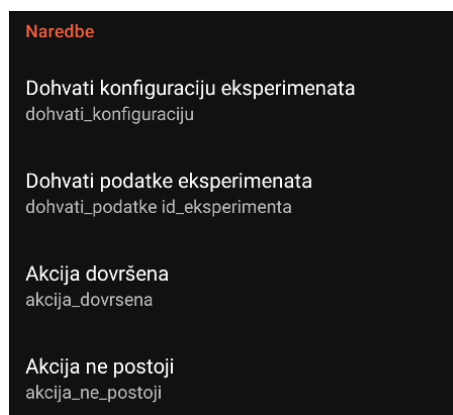 Naredbe
Dohvati konfiguraciju eksperimenata
dohvati_konfiguraciju
Dohvati podatke eksperimenata
dohvati_podatke id_eksperimenta
Akcija dovršena
akcija_dovrsena
Akcija ne postoji
akcija_ne_postoji